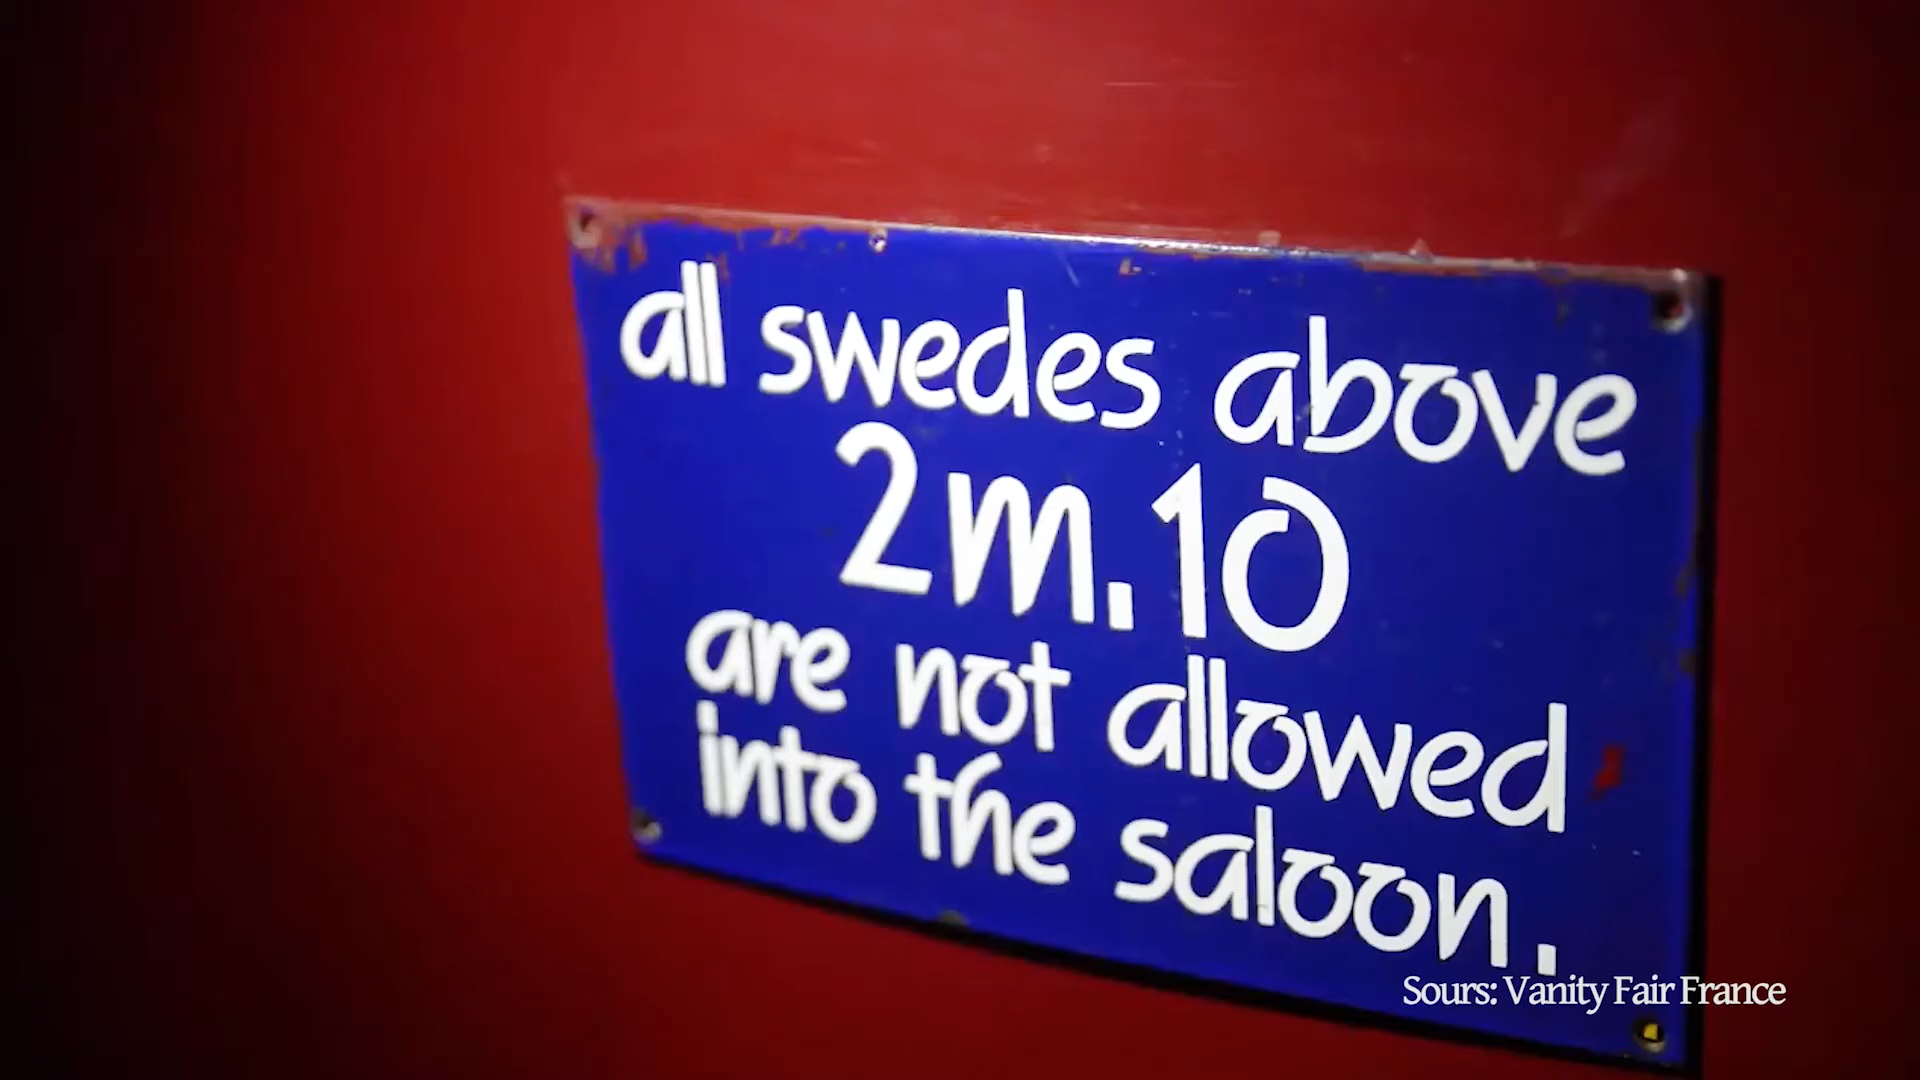 all swedes above
2m.10
are not allowed
into the saloon.
Sours: Vanity Fair France